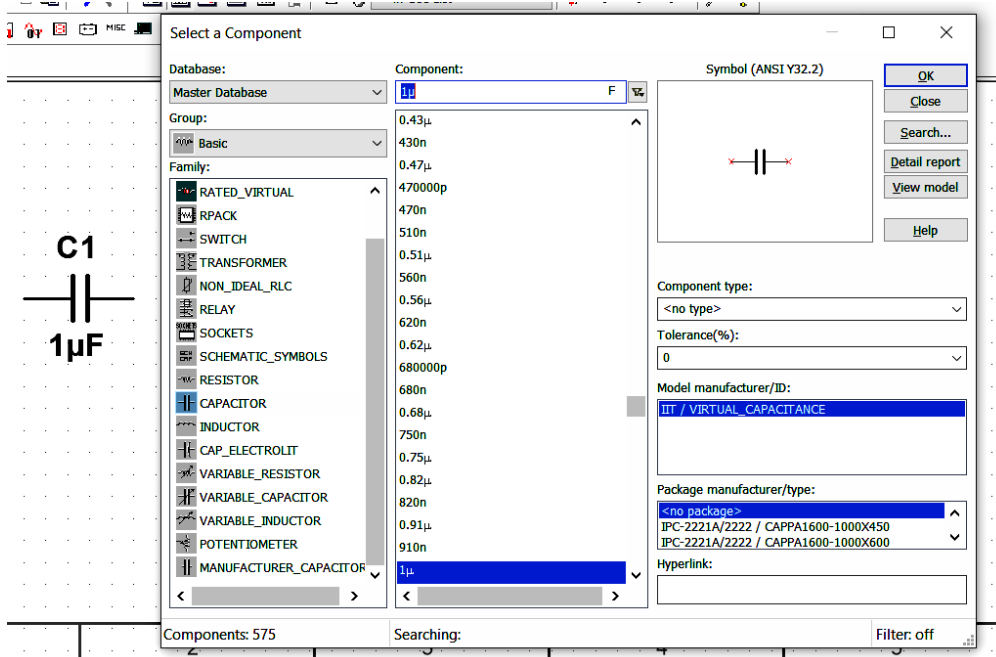 MISC
Select a Component
Database:
Master Database
Group:
Basic
Family:
RATED_VIRTUAL
RPACK
SWITCH
TRANSFORMER
NON_IDEAL_RLC
RELAY
SOCKETS
SCHEMATIC_SYMBOLS
RESISTOR
CAPACITOR
INDUCTOR
CAP_ELECTROLIT
VARIABLE_RESISTOR
VARIABLE_CAPACITOR
VARIABLE_INDUCTOR
POTENTIOMETER
MANUFACTURER_CAPACITOR
Component:
1µ F
0.43µ
430n
0.47µ
470000p
470n
510n
0.51µ
560n
0.56µ
620n
0.62µ
680000p
680n
0.68µ
750n
0.75µ
0.82µ
820n
0.91µ
910n
1µ
Symbol (ANSI Y32.2)
OK
Close
Search...
Detail report
View model
Help
Component type:
<no type>
Tolerance(%):
0
Model manufacturer/ID:
IIT / VIRTUAL_CAPACITANCE
Package manufacturer/type:
<no package>
IPC-2221A/2222 / CAPPA1600-1000X450
IPC-2221A/2222 / CAPPA1600-1000X600
Hyperlink:
Components: 575
Searching:
Filter: off
C1
1µF